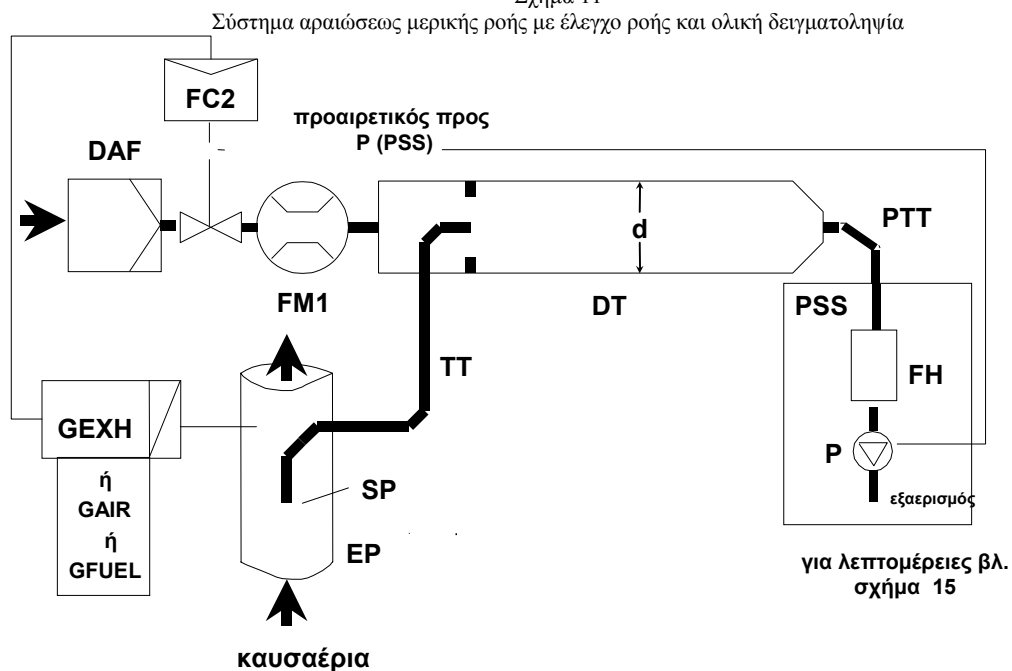 Σύστημα αραιώσεως μερικής ροής με έλεγχο ροής και ολική δειγματοληψία
FC2
προαιρετικός προς
P (PSS)
DAF
d
PTT
FM1
DT
PSS
TT
FH
GEXH
P
ή
GAIR
ή
GFUEL
SP
εξαερισμός
EP
για λεπτομέρειες βλ.
σχήμα 15
καυσαέρια